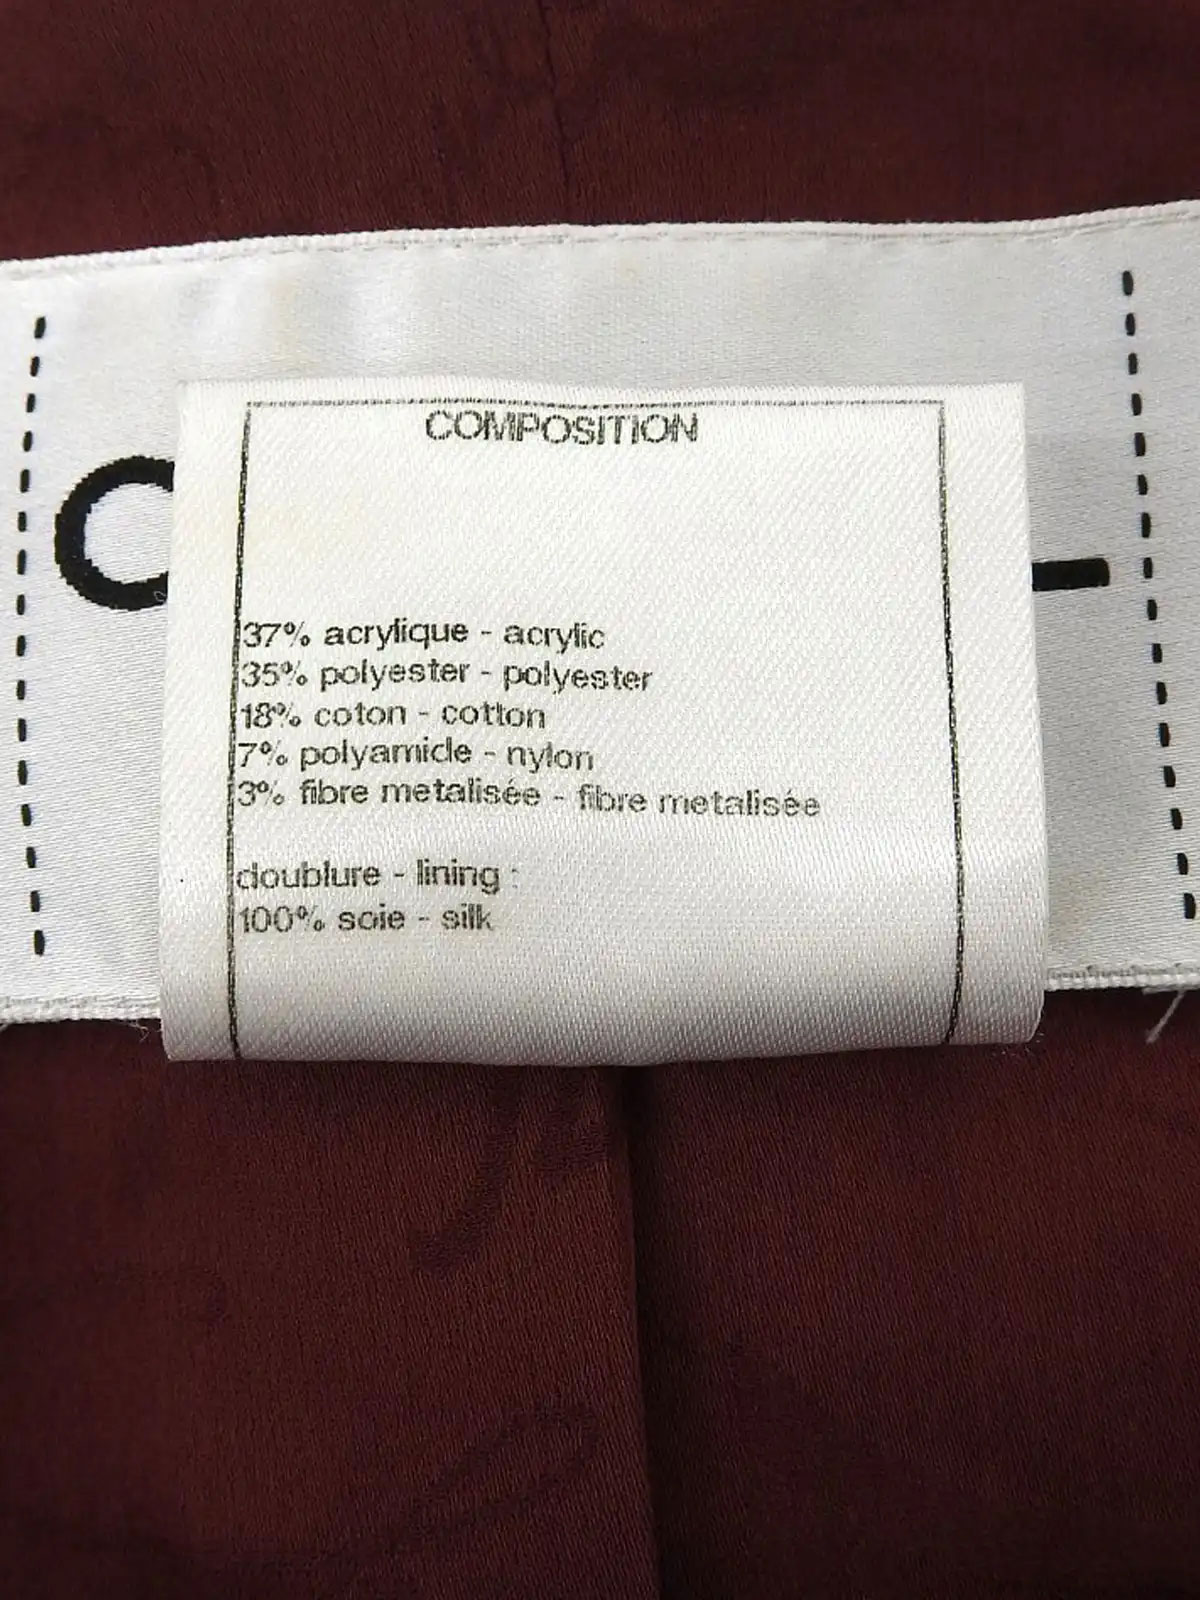 COMPOSITION
37% acrylique - acrylic
35% polyester - polyester
18% coton - cotton
7% polyamide - nylon
3% fibre metalisée - fibre metalisée
doublure - lining :
100% soie - silk